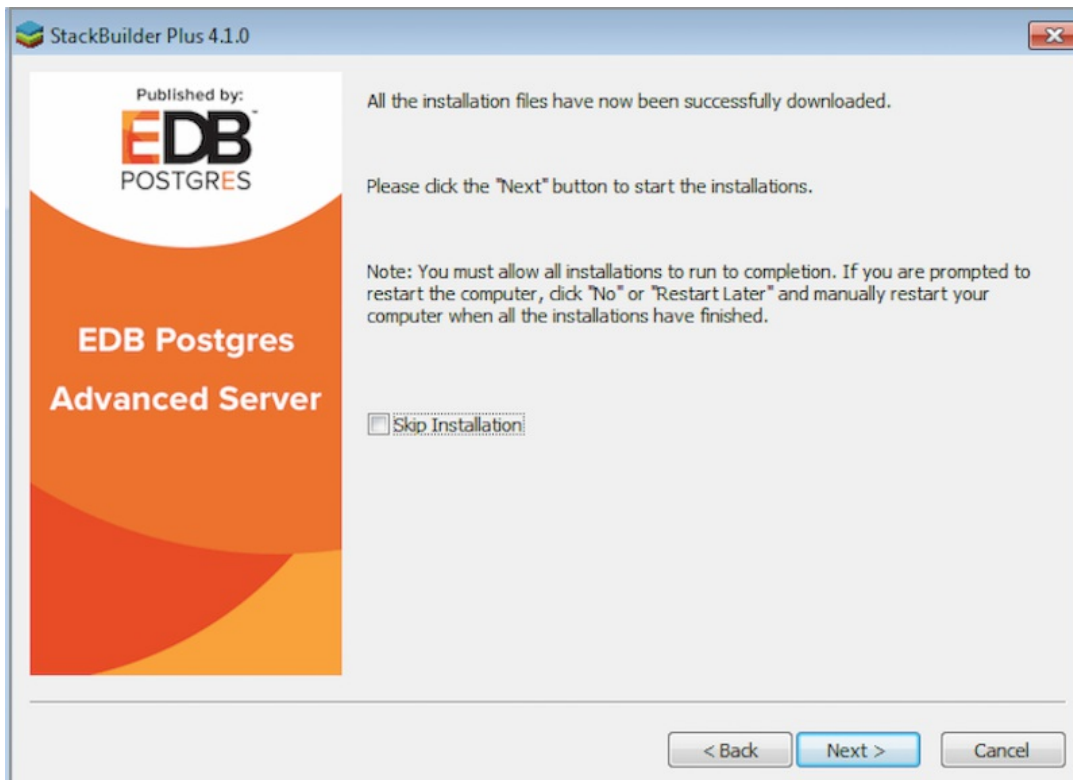 StackBuilder Plus 4.1.0
Published by:
EDB™
POSTGRES
EDB Postgres
Advanced Server
All the installation files have now been successfully downloaded.
Please click the "Next" button to start the installations.
Note: You must allow all installations to run to completion. If you are prompted to
restart the computer, click "No" or "Restart Later" and manually restart your
computer when all the installations have finished.
Skip Installation
< Back
Next >
Cancel